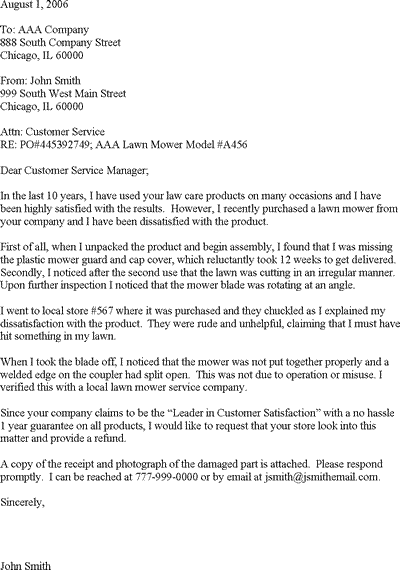 August 1, 2006
To: AAA Company
888 South Company Street
Chicago, IL 60000
From: John Smith
999 South West Main Street
Chicago, IL 60000
Attn: Customer Service
RE: PO#445392749; AAA Lawn Mower Model #A456
Dear Customer Service Manager;
In the last 10 years, I have used your law care products on many occasions and I have
been highly satisfied with the results.  However, I recently purchased a lawn mower from
your company and I have been dissatisfied with the product.
First of all, when I unpacked the product and begin assembly, I found that I was missing
the plastic mower guard and cap cover, which reluctantly took 12 weeks to get delivered.
Secondly, I noticed after the second use that the lawn was cutting in an irregular manner.
Upon further inspection I noticed that the mower blade was rotating at an angle.
I went to local store #567 where it was purchased and they chuckled as I explained my
dissatisfaction with the product.  They were rude and unhelpful, claiming that I must have
hit something in my lawn.
When I took the blade off, I noticed that the mower was not put together properly and a
welded edge on the coupler had split open.  This was not due to operation or misuse. I
verified this with a local lawn mower service company.
Since your company claims to be the “Leader in Customer Satisfaction” with a no hassle
1 year guarantee on all products, I would like to request that your store look into this
matter and provide a refund.
A copy of the receipt and photograph of the damaged part is attached.  Please respond
promptly.  I can be reached at 777-999-0000 or by email at jsmith@jsmithemail.com.
Sincerely,
John Smith